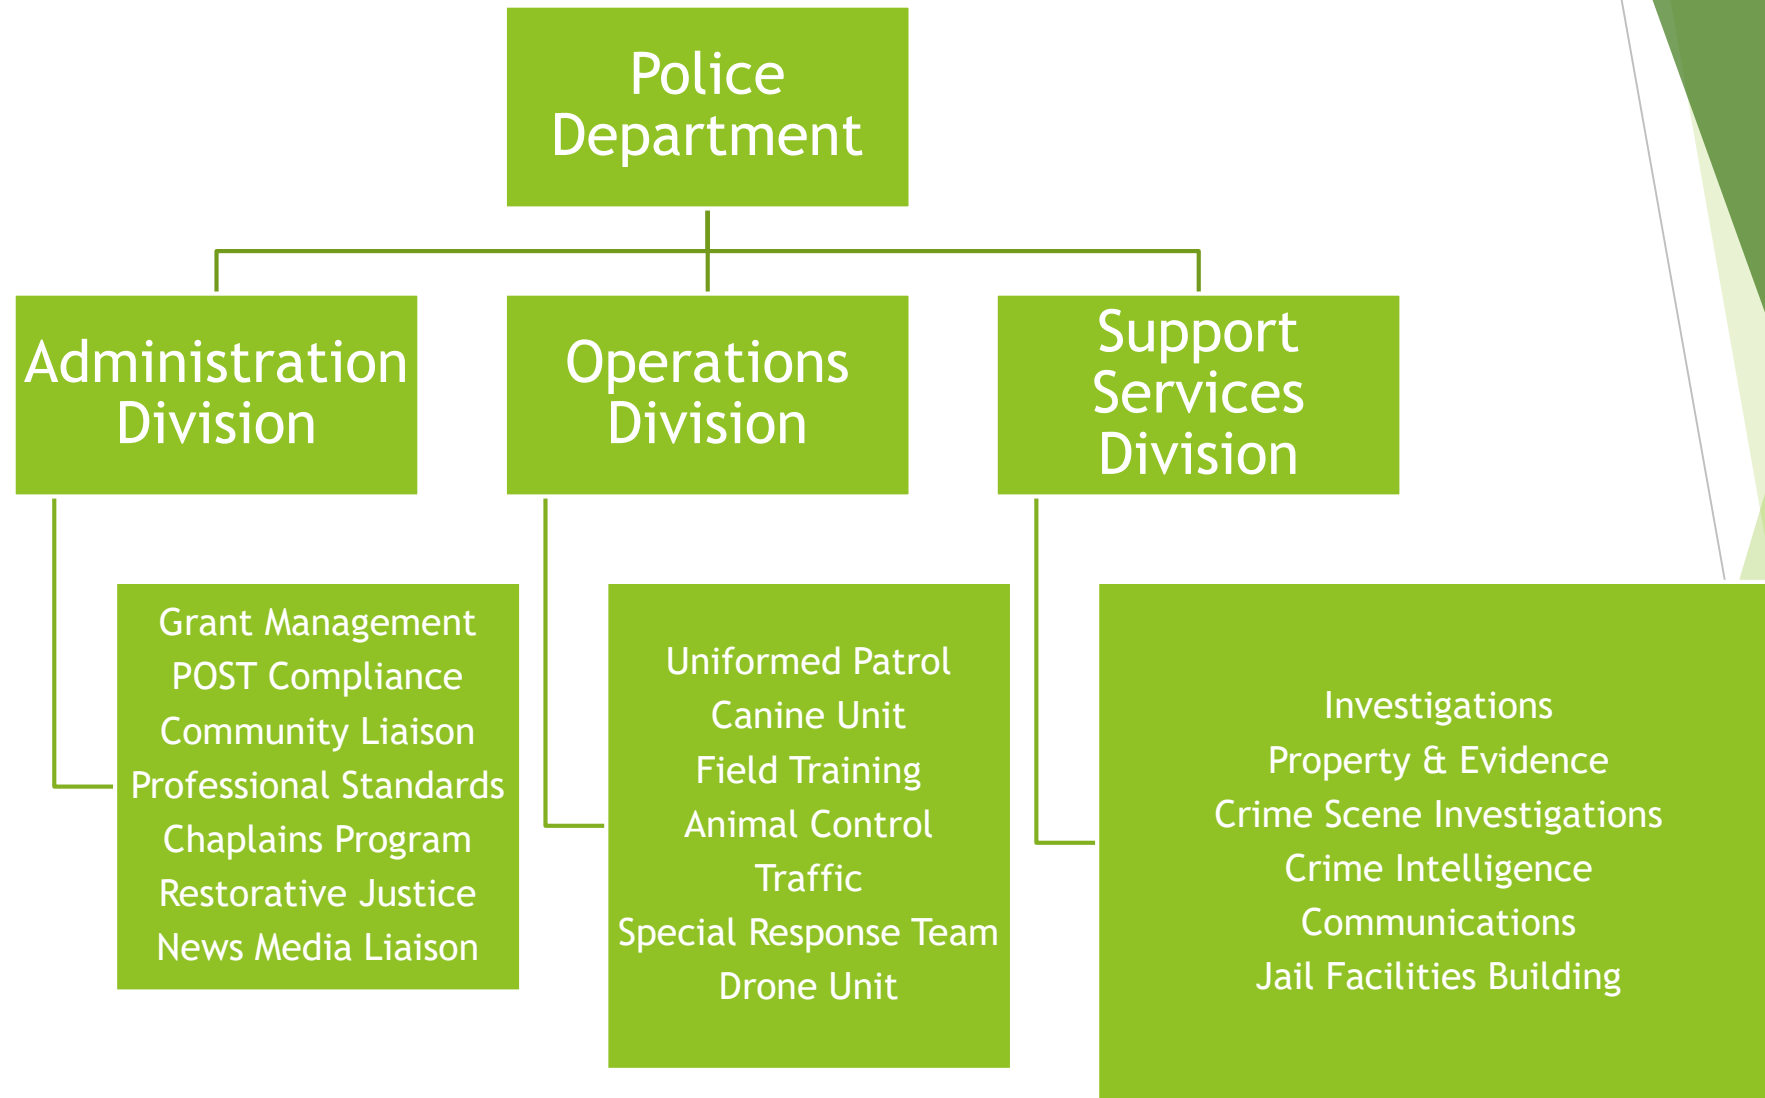 Police
Department
Administration
Division
Operations
Division
Support
Services
Division
Grant Management
POST Compliance
Community Liaison
Professional Standards
Chaplains Program
Restorative Justice
News Media Liaison
Uniformed Patrol
Canine Unit
Field Training
Animal Control
Traffic
Special Response Team
Drone Unit
Investigations
Property & Evidence
Crime Scene Investigations
Crime Intelligence
Communications
Jail Facilities Building